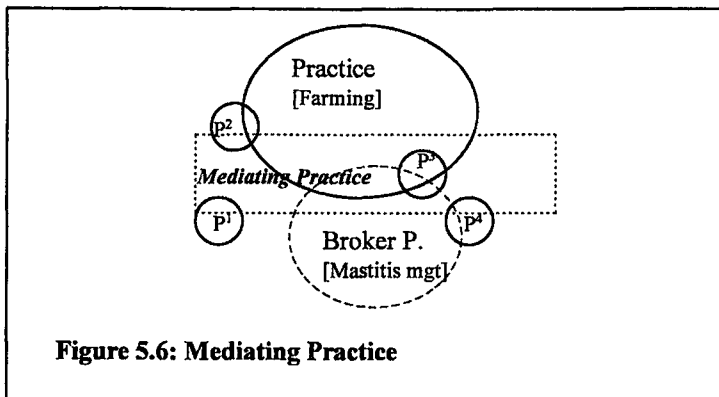 Practice
[Farming]
P²
P³
Mediating Practice
P¹
P⁴
Broker P.
[Mastitis mgt]
Figure 5.6: Mediating Practice